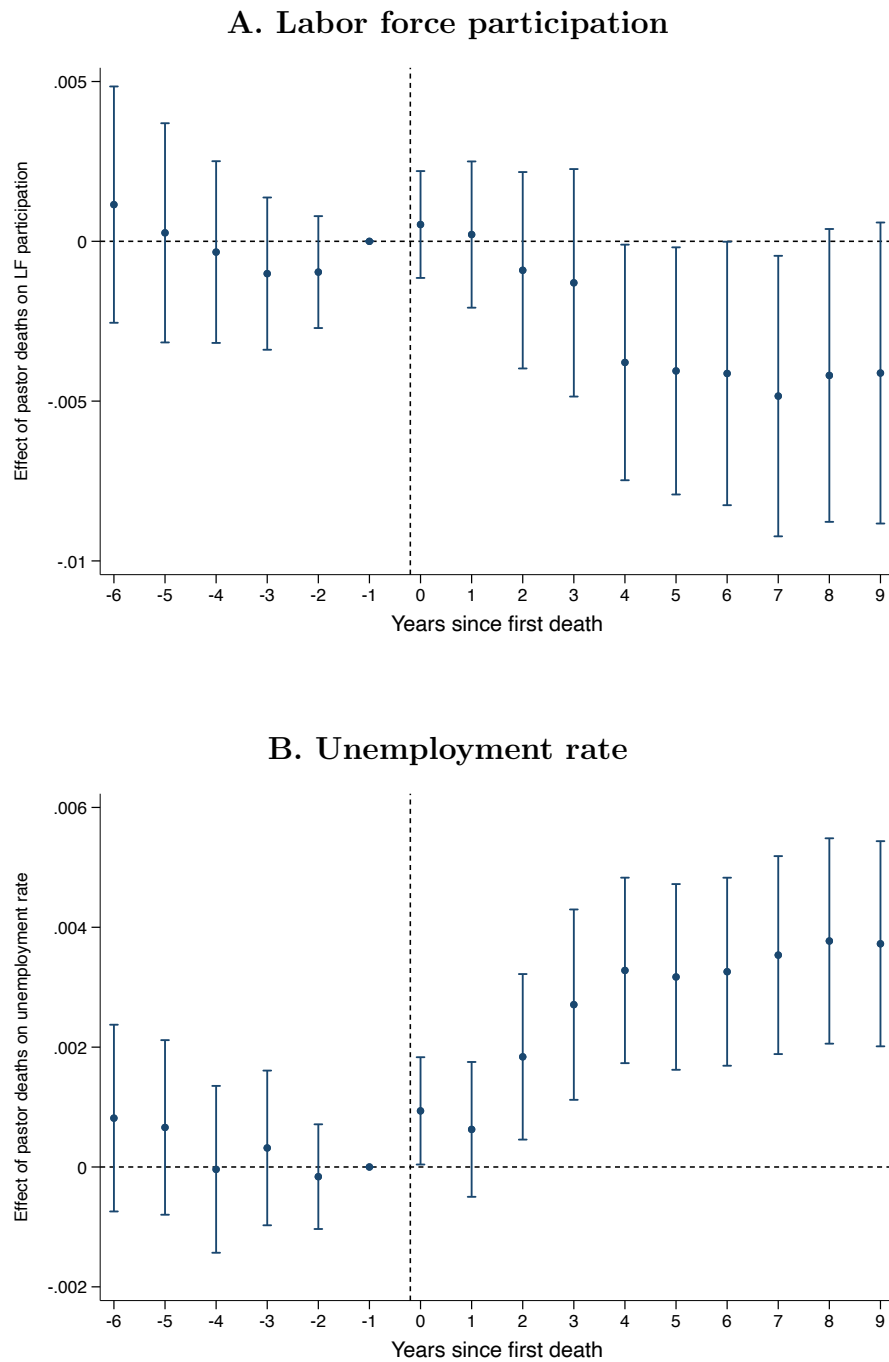 A. Labor force participation
Effect of pastor deaths on LF participation
.005
0
-.005
-.01
-6 -5 -4 -3 -2 -1 0 1 2 3 4 5 6 7 8 9
Years since first death
B. Unemployment rate
Effect of pastor deaths on unemployment rate
.006
.004
.002
0
-.002
-6 -5 -4 -3 -2 -1 0 1 2 3 4 5 6 7 8 9
Years since first death